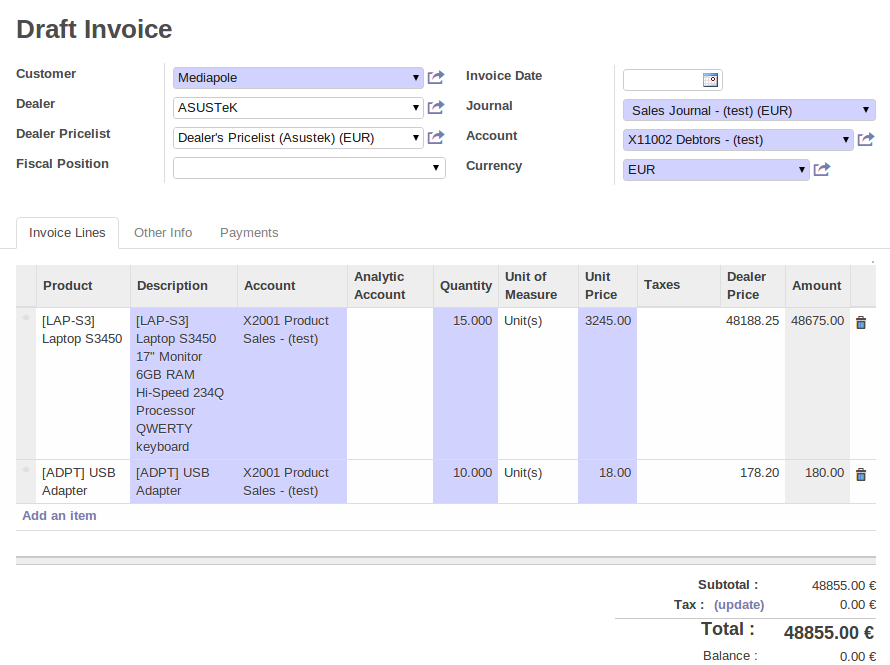 Draft Invoice
Customer
Mediapole
Invoice Date
Dealer
ASUSTeK
Journal
Sales Journal - (test) (EUR)
Dealer Pricelist
Dealer's Pricelist (Asustek) (EUR)
Account
X11002 Debtors - (test)
Fiscal Position
Currency
EUR
Invoice Lines Other Info Payments
Product Description Account Analytic Account Quantity Unit of Measure Unit Price Taxes Dealer Price Amount
[LAP-S3] [LAP-S3] X2001 Product 15.000 Unit(s) 3245.00 48188.25 48675.00
Laptop S3450 Laptop S3450 Sales - (test)
17" Monitor
6GB RAM
Hi-Speed 234Q
Processor
QWERTY
keyboard
[ADPT] USB [ADPT] USB X2001 Product 10.000 Unit(s) 18.00 178.20 180.00
Adapter Adapter Sales - (test)
Add an item
Subtotal : 48855.00 €
Tax : (update) 0.00 €
Total : 48855.00 €
Balance : 0.00 €